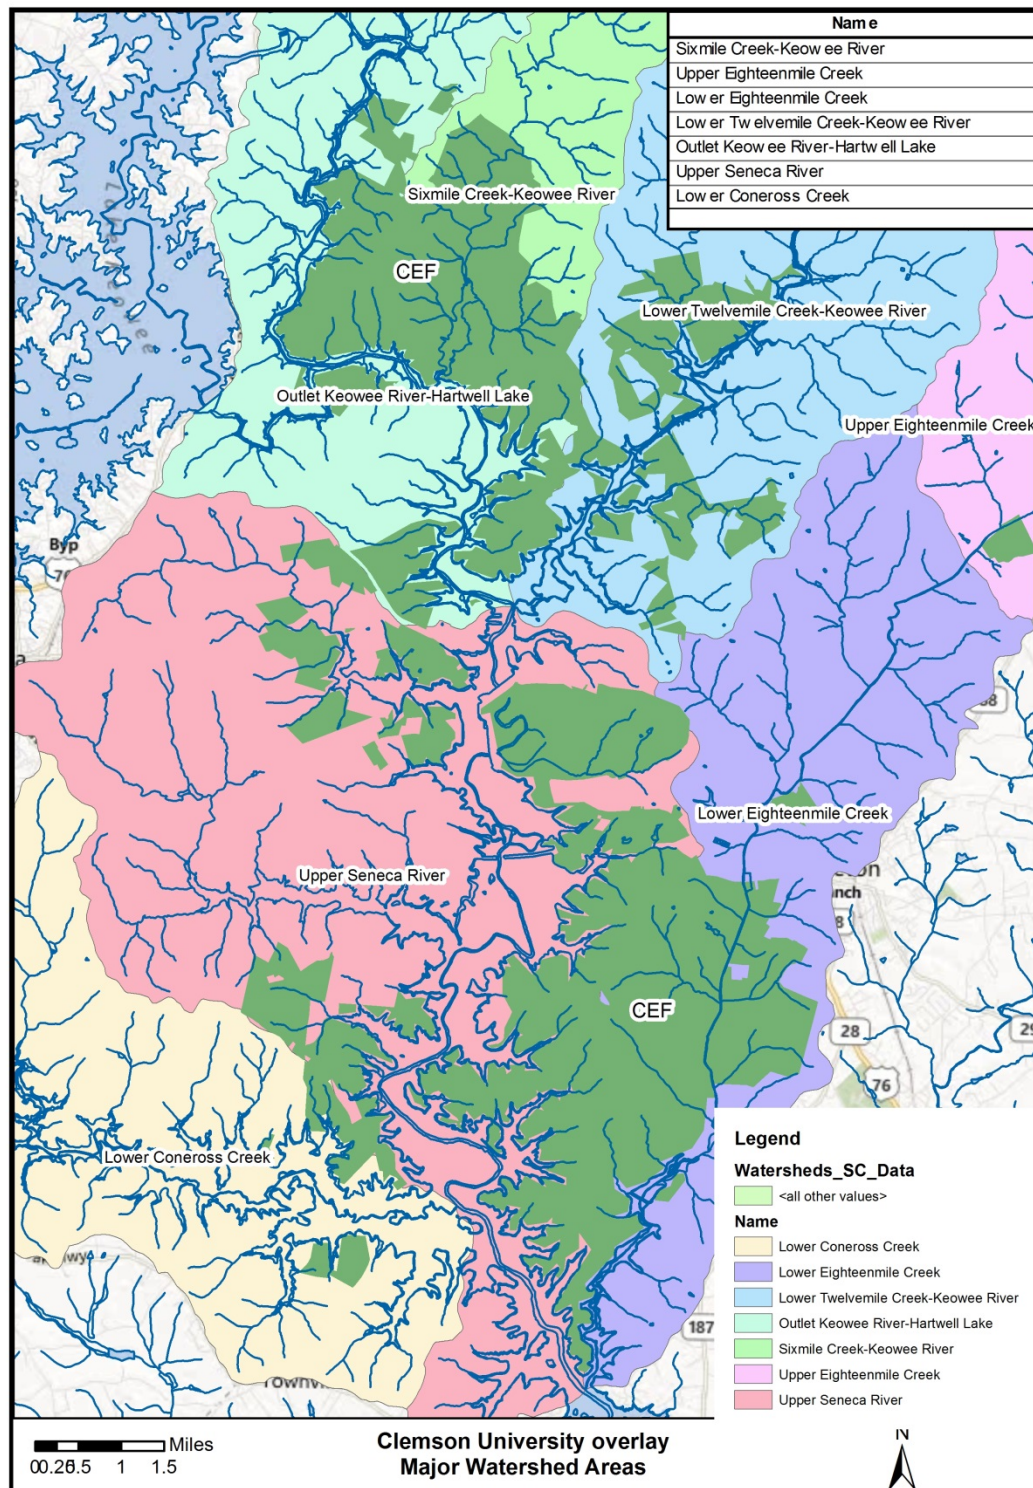 Name
Sixmile Creek-Keowee River
Upper Eighteenmile Creek
Lower Eighteenmile Creek
Lower Twelvemile Creek-Keowee River
Outlet Keowee River-Hartwell Lake
Upper Seneca River
Lower Coneross Creek
Sixmile Creek-Keowee River
CEF
Lower Twelvemile Creek-Keowee River
Outlet Keowee River-Hartwell Lake
Upper Eighteenmile Creek
Byp
76
Lower Eighteenmile Creek
Upper Seneca River
CEF
28
76
Lower Coneross Creek
187
Legend
Watersheds_SC_Data
<all other values>
Name
Lower Coneross Creek
Lower Eighteenmile Creek
Lower Twelvemile Creek-Keowee River
Outlet Keowee River-Hartwell Lake
Sixmile Creek-Keowee River
Upper Eighteenmile Creek
Upper Seneca River
Miles
1 1.5
Clemson University overlay
Major Watershed Areas
N